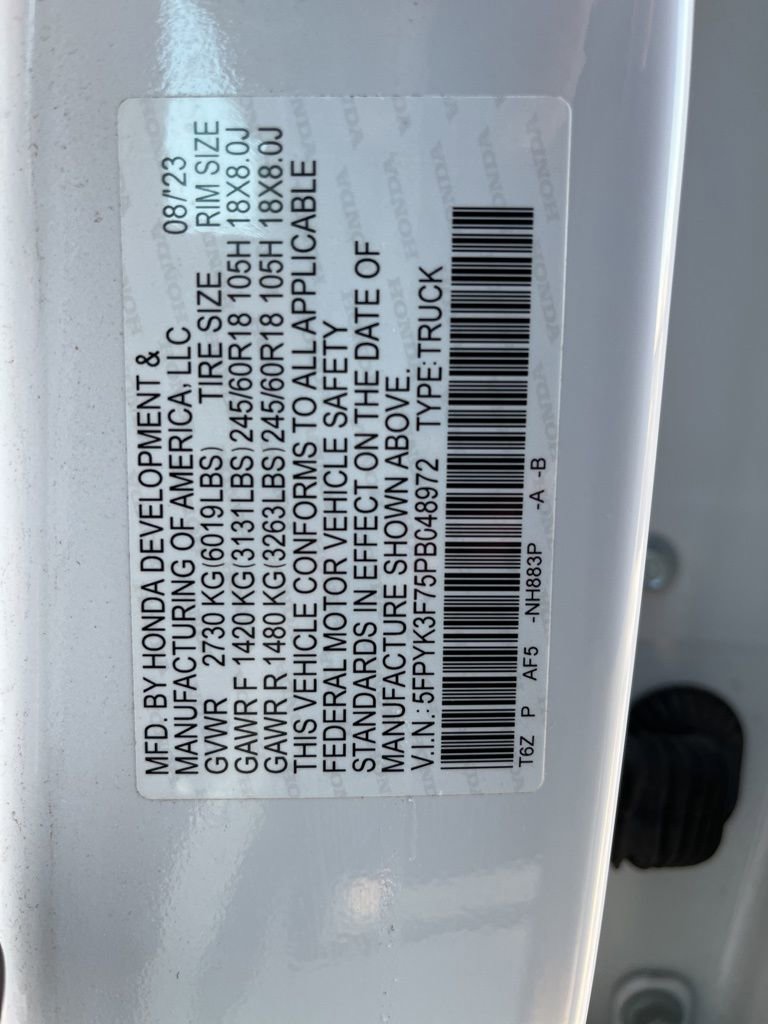 MFD. BY HONDA DEVELOPMENT &
MANUFACTURING OF AMERICA, LLC 08/'23
GVWR 2730 KG(6019LBS) TIRE SIZE RIM SIZE
GAWR F 1420 KG(3131LBS)245/60R18 105H 18X8.0J
GAWR R 1480 KG(3263LBS)245/60R18 105H 18X8.0J
THIS VEHICLE CONFORMS TO ALL APPLICABLE
FEDERAL MOTOR VEHICLE SAFETY
STANDARDS IN EFFECT ON THE DATE OF
MANUFACTURE SHOWN ABOVE.
V.I.N.: 5FPYK3F75PB048972 TYPE: TRUCK
T6Z P AF5 -NH883P -A -B